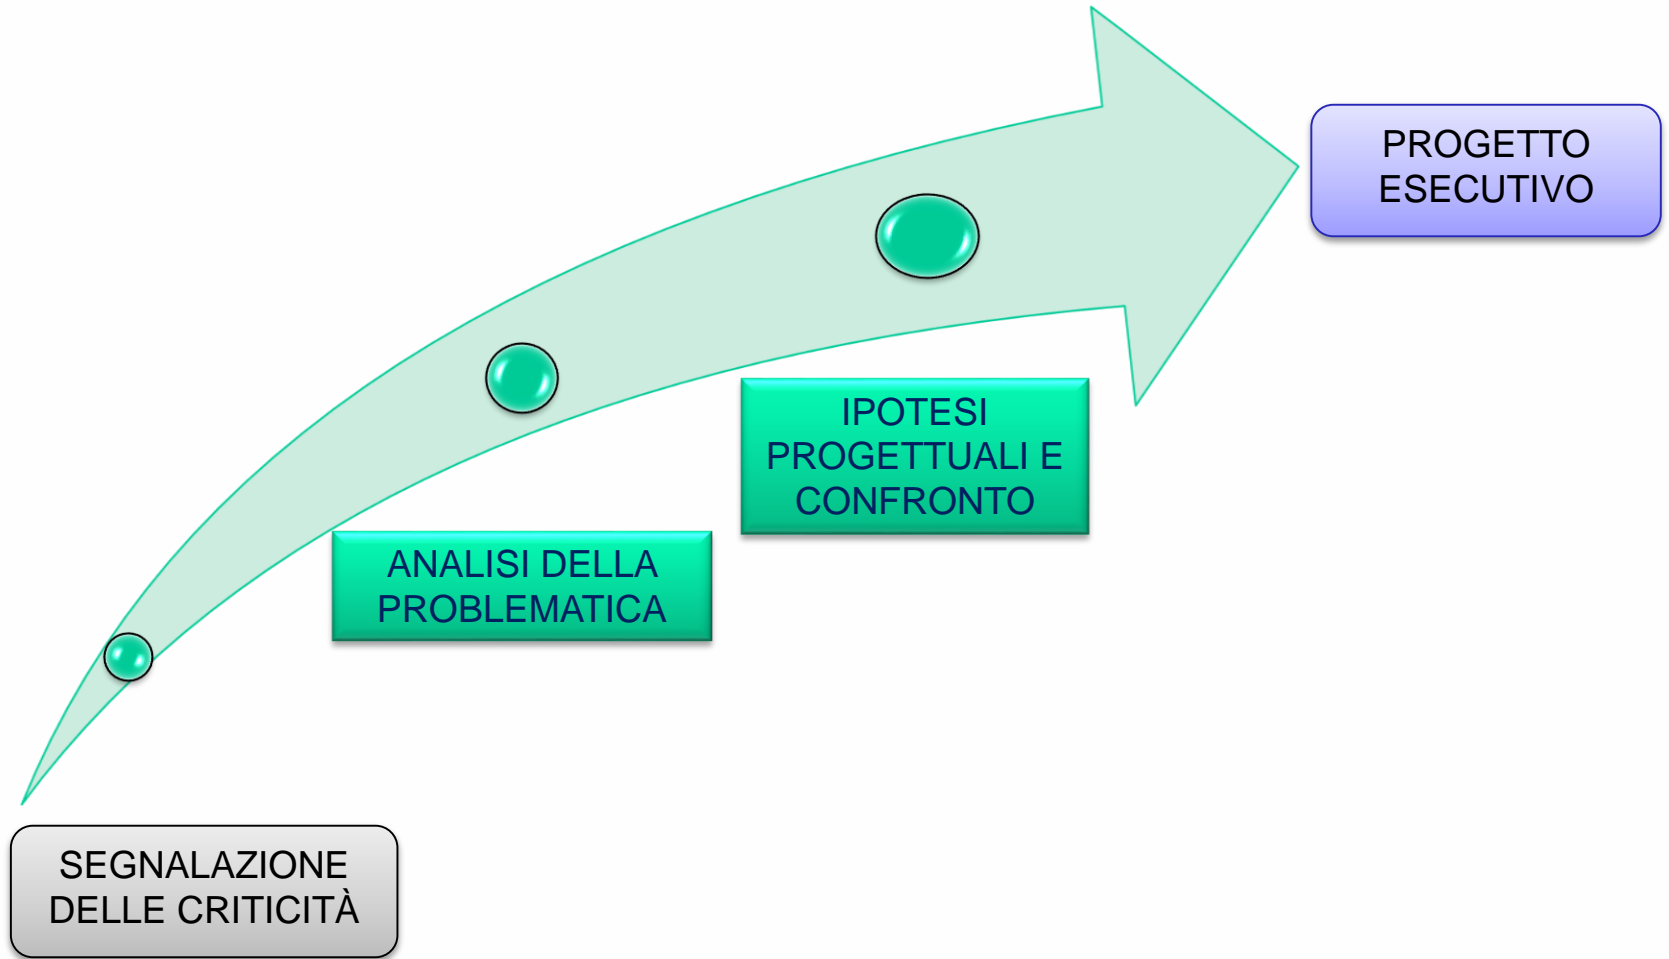 SEGNALAZIONE
DELLE CRITICITÀ
ANALISI DELLA
PROBLEMATICA
IPOTESI
PROGETTUALI E
CONFRONTO
PROGETTO
ESECUTIVO